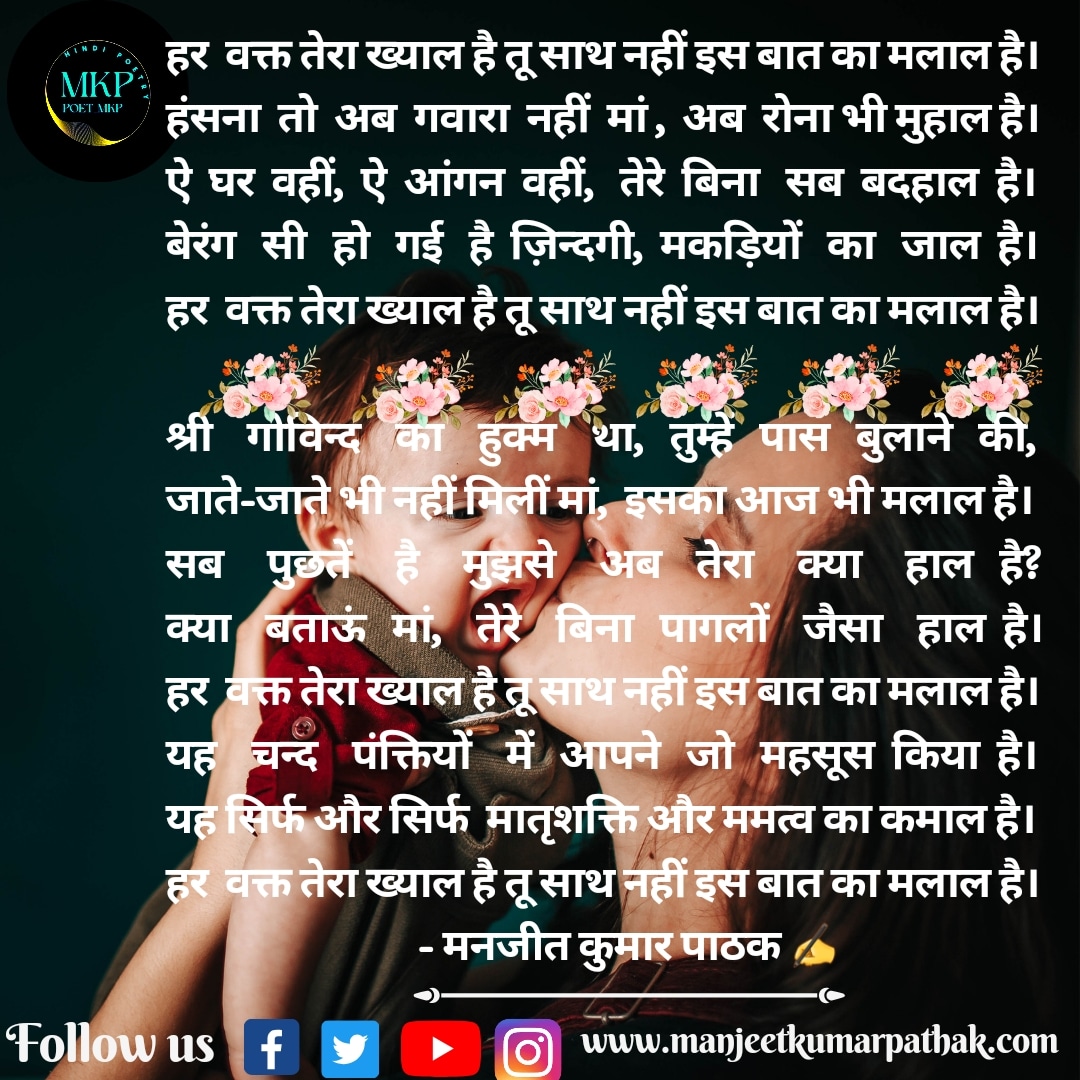 HINDI POETRY
MKP
POET MKP
हर वक्त तेरा ख्याल है तू साथ नहीं इस बात का मलाल है।
हंसना तो अब गवारा नहीं मां, अब रोना भी मुहाल है।
ऐ घर वहीं, ऐ आंगन वहीं, तेरे बिना सब बदहाल है।
बेरंग सी हो गई है ज़िन्दगी, मकड़ियों का जाल है।
हर वक्त तेरा ख्याल है तू साथ नहीं इस बात का मलाल है।
श्री गोविन्द का हुक्म था, तुम्हे पास बुलाने की,
जाते-जाते भी नहीं मिलीं मां, इसका आज भी मलाल है।
सब पुछतें है मुझसे अब तेरा क्या हाल है?
क्या बताऊं मां, तेरे बिना पागलों जैसा हाल है।
हर वक्त तेरा ख्याल है तू साथ नहीं इस बात का मलाल है।
यह चन्द पंक्तियों में आपने जो महसूस किया है।
यह सिर्फ और सिर्फ मातृशक्ति और ममत्व का कमाल है।
हर वक्त तेरा ख्याल है तू साथ नहीं इस बात का मलाल है।
- मनजीत कुमार पाठक ✍️
Follow us www.manjeetkumarpathak.com